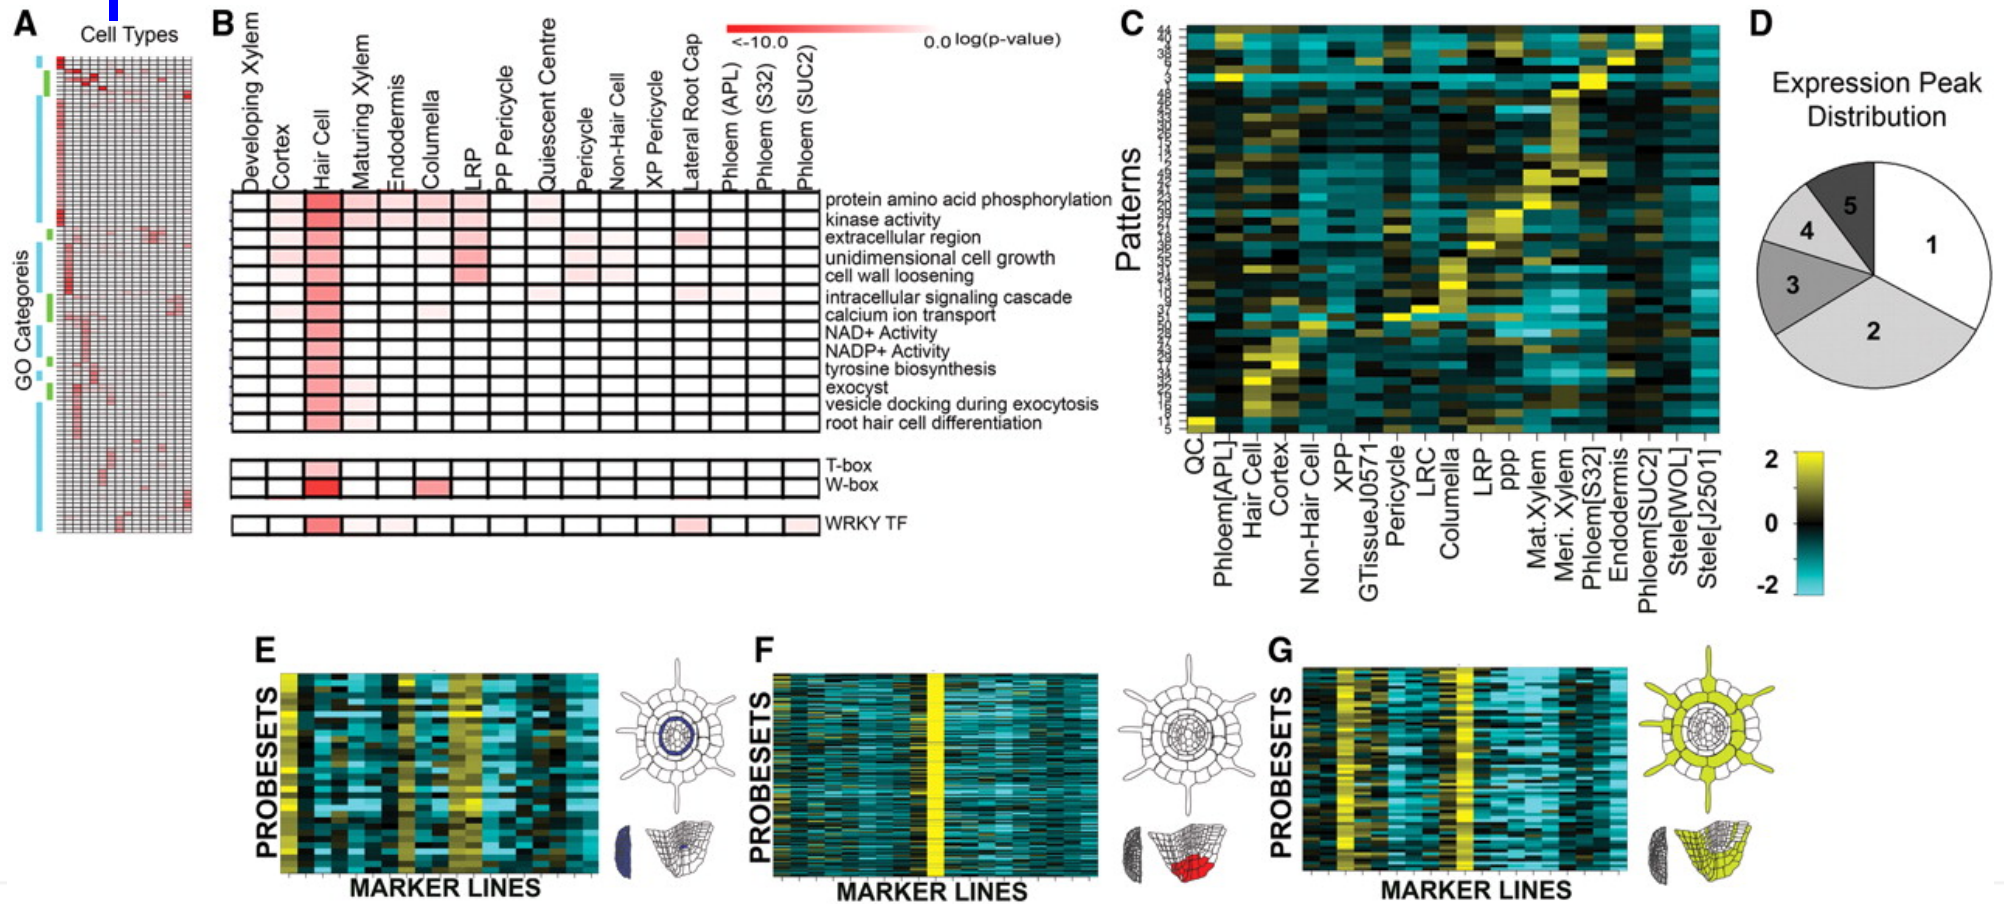 A
Cell Types
GO Categoreis
B
<-10.0
0.0 log(p-value)
Developing Xylem
Cortex
Hair Cell
Maturing Xylem
Endodermis
Columella
LRP
PP Pericycle
Quiescent Centre
Pericycle
Non-Hair Cell
XP Pericycle
Lateral Root Cap
Phloem (APL)
Phloem (S32)
Phloem (SUC2)
protein amino acid phosphorylation
kinase activity
extracellular region
unidimensional cell growth
cell wall loosening
intracellular signaling cascade
calcium ion transport
NAD+ Activity
NADP+ Activity
tyrosine biosynthesis
exocyst
vesicle docking during exocytosis
root hair cell differentiation
T-box
W-box
WRKY TF
C
Patterns
QC
Phloem[APL]
Hair Cell
Cortex
Non-Hair Cell
XPP
GTissueJ0571
Pericycle
LRC
Columella
LRP
ppp
Mat.Xylem
Meri. Xylem
Phloem[S32]
Endodermis
Phloem[SUC2]
Stele[WOL]
Stele[J2501]
D
Expression Peak
Distribution
1
2
3
4
5
2
0
-2
E
PROBESETS
MARKER LINES
F
PROBESETS
MARKER LINES
G
PROBESETS
MARKER LINES